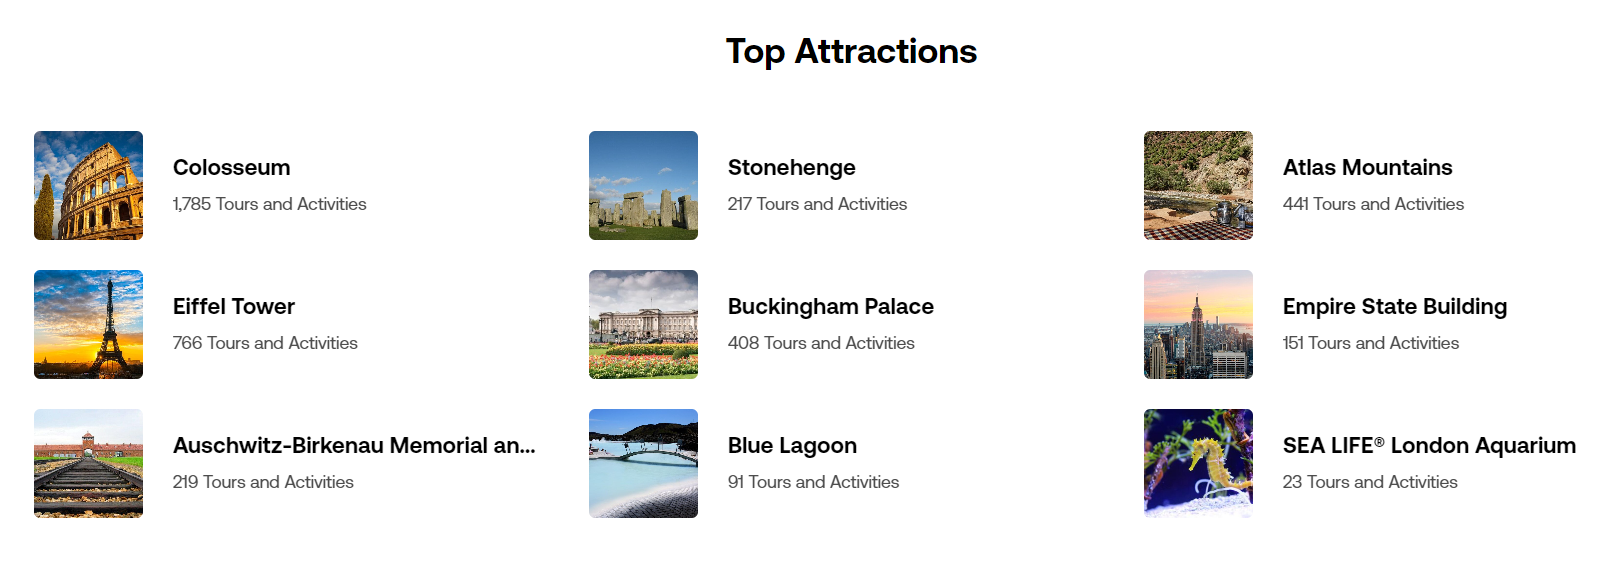 Top Attractions
Colosseum
1,785 Tours and Activities
Stonehenge
217 Tours and Activities
Atlas Mountains
441 Tours and Activities
Eiffel Tower
766 Tours and Activities
Buckingham Palace
408 Tours and Activities
Empire State Building
151 Tours and Activities
Auschwitz-Birkenau Memorial an...
219 Tours and Activities
Blue Lagoon
91 Tours and Activities
SEA LIFE® London Aquarium
23 Tours and Activities